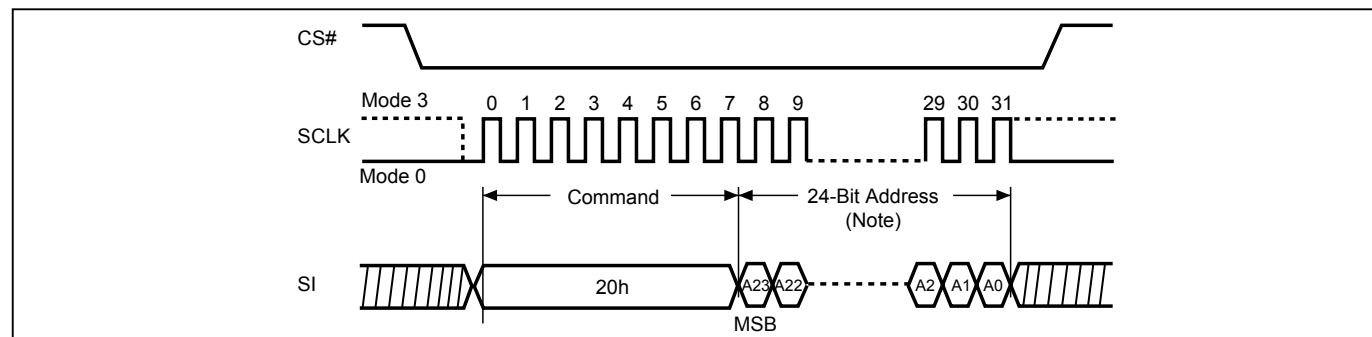 CS#
Mode 3
0 1 2 3 4 5 6 7 8 9 29 30 31
SCLK
Mode 0
Command 24-Bit Address
(Note)
SI 20h A23 A22 A2 A1 A0
MSB